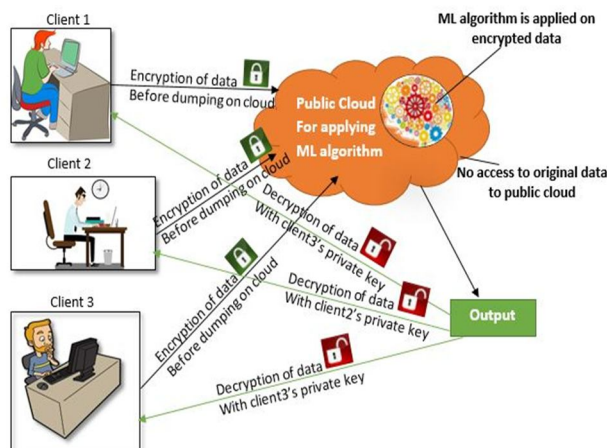 Client 1
ML algorithm is applied on
encrypted data
Encryption of data
Before dumping on cloud
Public Cloud
For applying
ML algorithm
Client 2
Encryption of data
Before dumping on cloud
No access to original data
to public cloud
Decryption of data
With client3's private key
Decryption of data
With client2's private key
Client 3
Encryption of data
Before dumping on cloud
Output
Decryption of data
With client3's private key